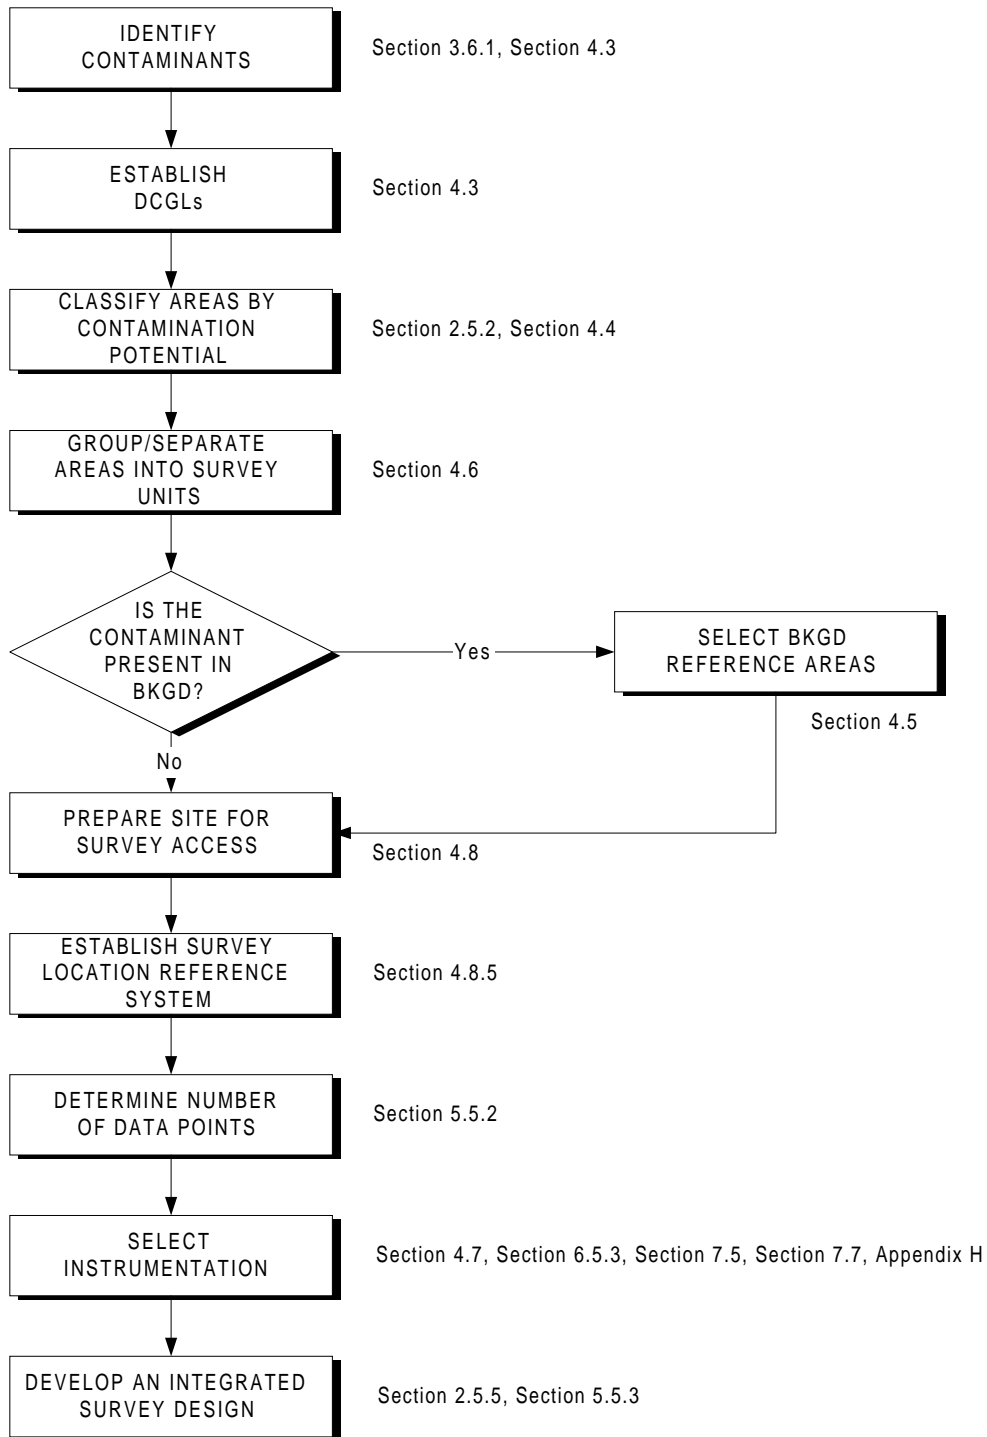 IDENTIFY
CONTAMINANTS
Section 3.6.1, Section 4.3
ESTABLISH
DCGLs
Section 4.3
CLASSIFY AREAS BY
CONTAMINATION
POTENTIAL
Section 2.5.2, Section 4.4
GROUP/SEPARATE
AREAS INTO SURVEY
UNITS
Section 4.6
IS THE
CONTAMINANT
PRESENT IN
BKGD?
Yes
SELECT BKGD
REFERENCE AREAS
Section 4.5
No
PREPARE SITE FOR
SURVEY ACCESS
Section 4.8
ESTABLISH SURVEY
LOCATION REFERENCE
SYSTEM
Section 4.8.5
DETERMINE NUMBER
OF DATA POINTS
Section 5.5.2
SELECT
INSTRUMENTATION
Section 4.7, Section 6.5.3, Section 7.5, Section 7.7, Appendix H
DEVELOP AN INTEGRATED
SURVEY DESIGN
Section 2.5.5, Section 5.5.3